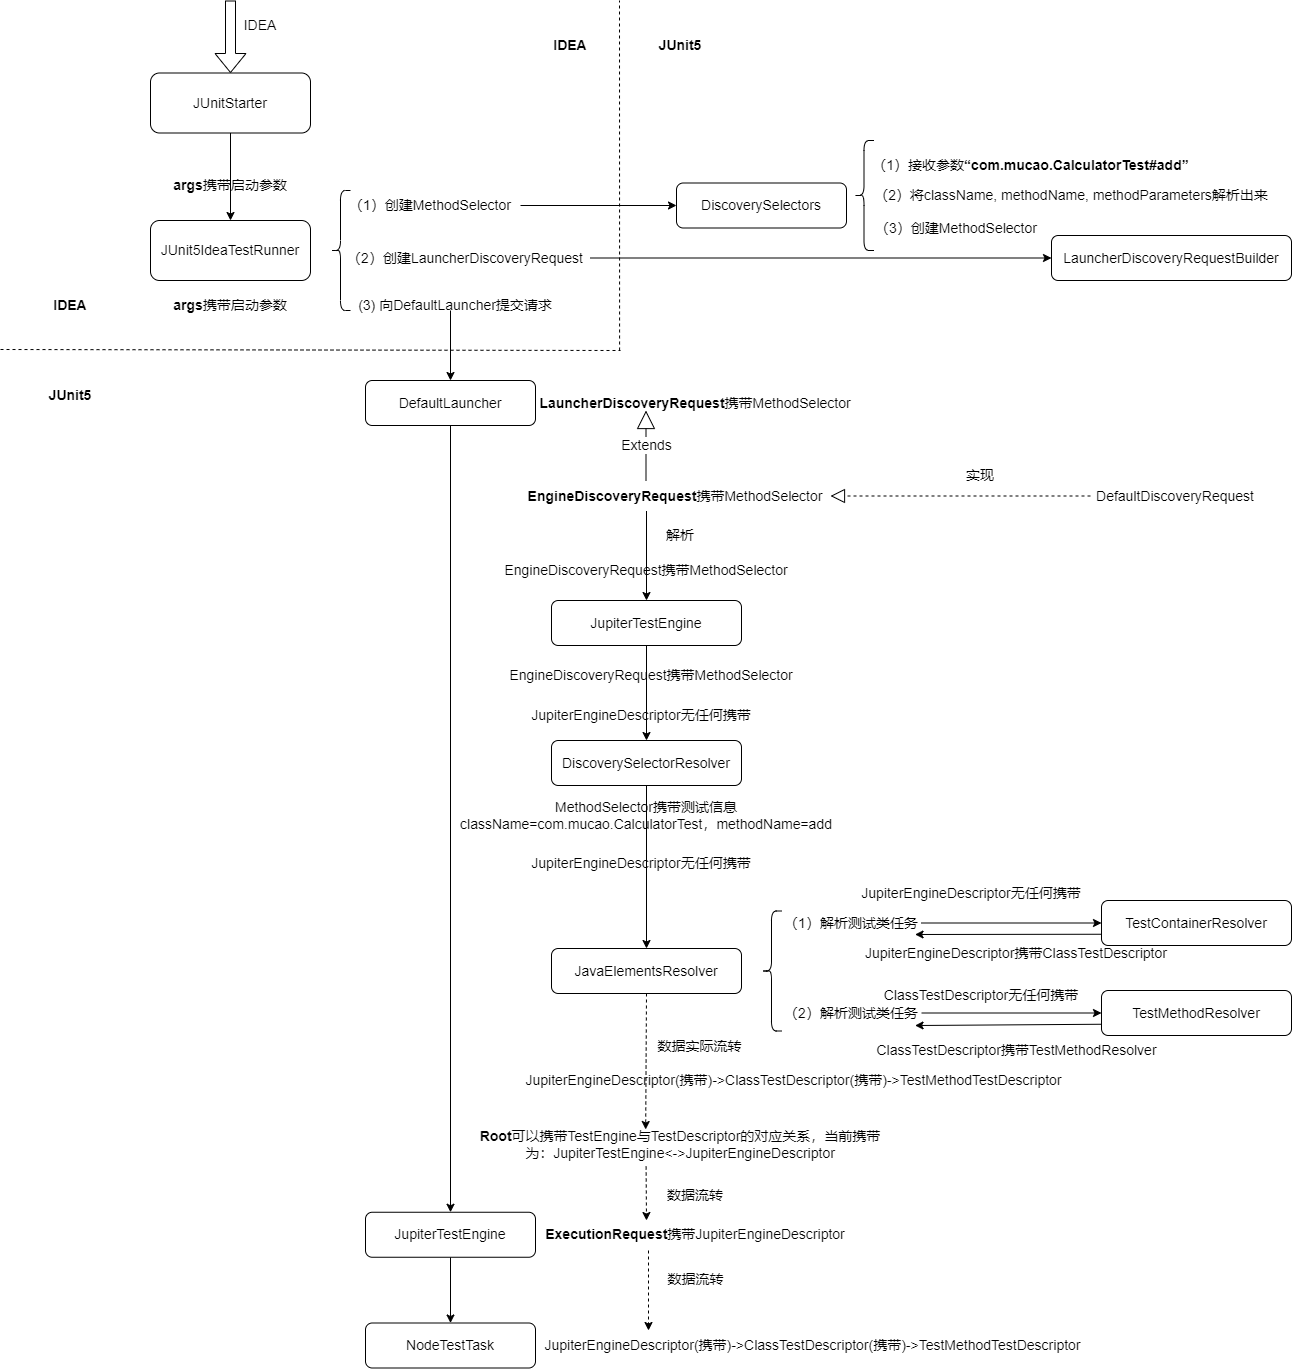 IDEA
IDEA
JUnit5
JUnitStarter
args携带启动参数
JUnit5IdeaTestRunner
IDEA
args携带启动参数
（1）创建MethodSelector
（2）创建LauncherDiscoveryRequest
(3) 向DefaultLauncher提交请求
DiscoverySelectors
（1）接收参数“com.mucao.CalculatorTest#add”
（2）将className, methodName, methodParameters解析出来
（3）创建MethodSelector
LauncherDiscoveryRequestBuilder
JUnit5
DefaultLauncher
LauncherDiscoveryRequest携带MethodSelector
Extends
EngineDiscoveryRequest携带MethodSelector
实现
DefaultDiscoveryRequest
解析
EngineDiscoveryRequest携带MethodSelector
JupiterTestEngine
EngineDiscoveryRequest携带MethodSelector
JupiterEngineDescriptor无任何携带
DiscoverySelectorResolver
MethodSelector携带测试信息
className=com.mucao.CalculatorTest，methodName=add
JupiterEngineDescriptor无任何携带
JavaElementsResolver
JupiterEngineDescriptor无任何携带
（1）解析测试类任务
TestContainerResolver
JupiterEngineDescriptor携带ClassTestDescriptor
ClassTestDescriptor无任何携带
（2）解析测试类任务
TestMethodResolver
ClassTestDescriptor携带TestMethodResolver
数据实际流转
JupiterEngineDescriptor(携带)->ClassTestDescriptor(携带)->TestMethodTestDescriptor
Root可以携带TestEngine与TestDescriptor的对应关系，当前携带
为：JupiterTestEngine<->JupiterEngineDescriptor
数据流转
JupiterTestEngine
ExecutionRequest携带JupiterEngineDescriptor
数据流转
NodeTestTask
JupiterEngineDescriptor(携带)->ClassTestDescriptor(携带)->TestMethodTestDescriptor